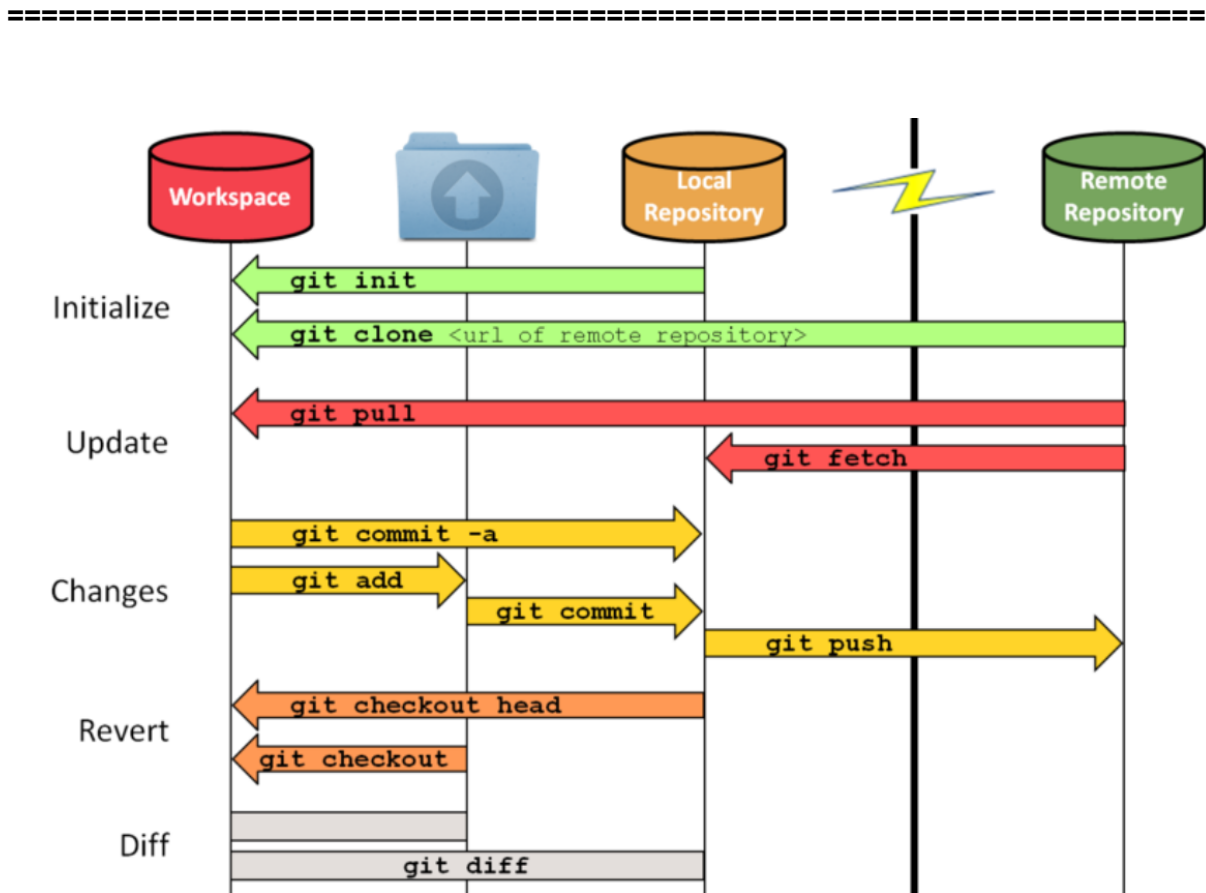 ================================================================================
Workspace
Local
Repository
Remote
Repository
Initialize
git init
git clone <url of remote repository>
Update
git pull
git fetch
Changes
git commit -a
git add
git commit
git push
Revert
git checkout head
git checkout
Diff
git diff